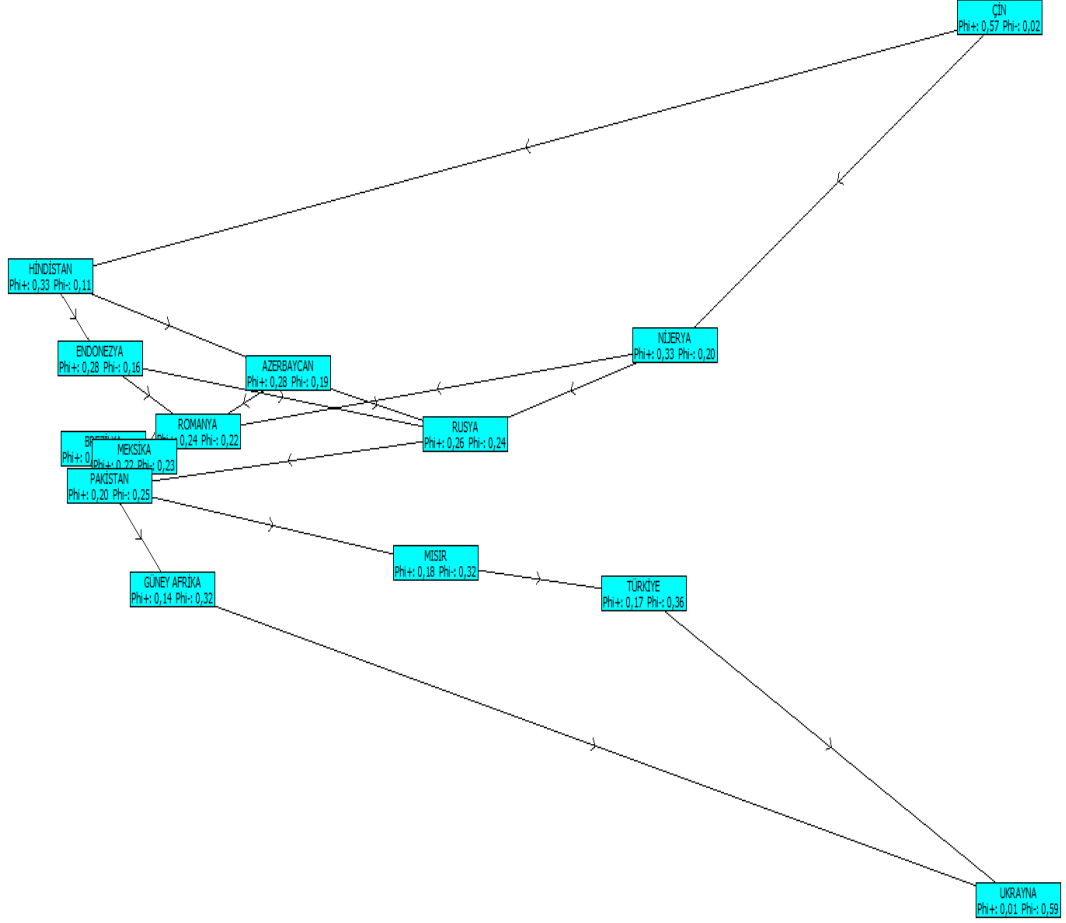 ÇİN
Phi+: 0,57 Phi-: 0,02
HİNDİSTAN
Phi+: 0,33 Phi-: 0,11
NİJERYA
Phi+: 0,33 Phi-: 0,20
ENDONEZYA
Phi+: 0,28 Phi-: 0,16
AZERBAYCAN
Phi+: 0,28 Phi-: 0,19
ROMANYA
Phi+: 0,24 Phi-: 0,22
RUSYA
Phi+: 0,26 Phi-: 0,24
MEKSİKA
Phi+: 0,22 Phi-: 0,23
PAKİSTAN
Phi+: 0,20 Phi-: 0,25
MISIR
Phi+: 0,18 Phi-: 0,32
GÜNEY AFRİKA
Phi+: 0,14 Phi-: 0,32
TÜRKİYE
Phi+: 0,17 Phi-: 0,36
UKRAYNA
Phi+: 0,01 Phi-: 0,59